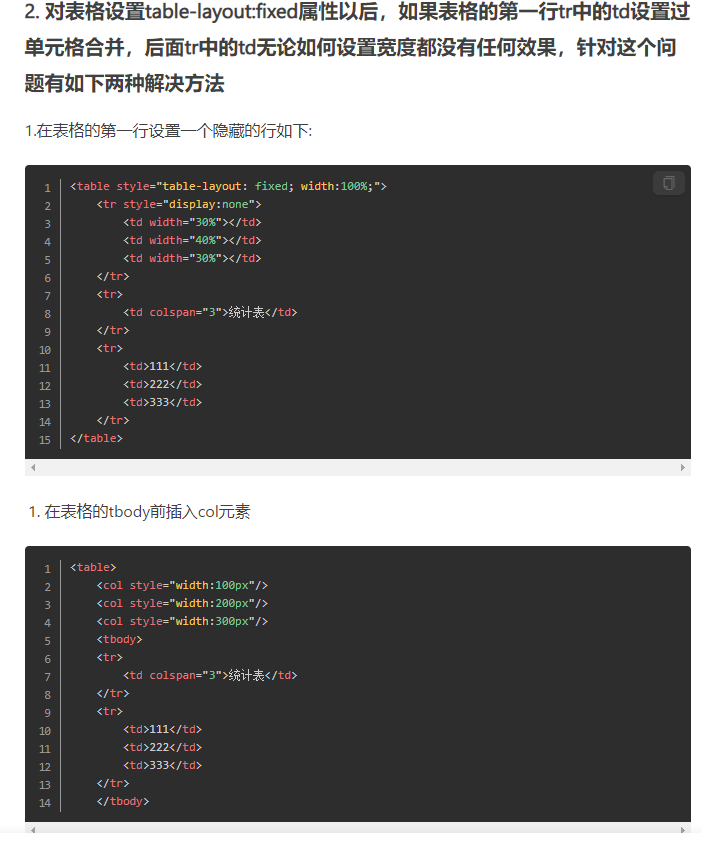 2. 对表格设置table-layout:fixed属性以后，如果表格的第一行tr中的td设置过
单元格合并，后面tr中的td无论如何设置宽度都没有任何效果，针对这个问
题有如下两种解决方法
1.在表格的第一行设置一个隐藏的行如下:
1 <table style="table-layout: fixed; width:100%;">
2     <tr style="display:none">
3         <td width="30%"></td>
4         <td width="40%"></td>
5         <td width="30%"></td>
6     </tr>
7     <tr>
8         <td colspan="3">统计表</td>
9     </tr>
10     <tr>
11         <td>111</td>
12         <td>222</td>
13         <td>333</td>
14     </tr>
15 </table>
1. 在表格的tbody前插入col元素
1 <table>
2     <col style="width:100px"/>
3     <col style="width:200px"/>
4     <col style="width:300px"/>
5     <tbody>
6     <tr>
7         <td colspan="3">统计表</td>
8     </tr>
9     <tr>
10         <td>111</td>
11         <td>222</td>
12         <td>333</td>
13     </tr>
14     </tbody>